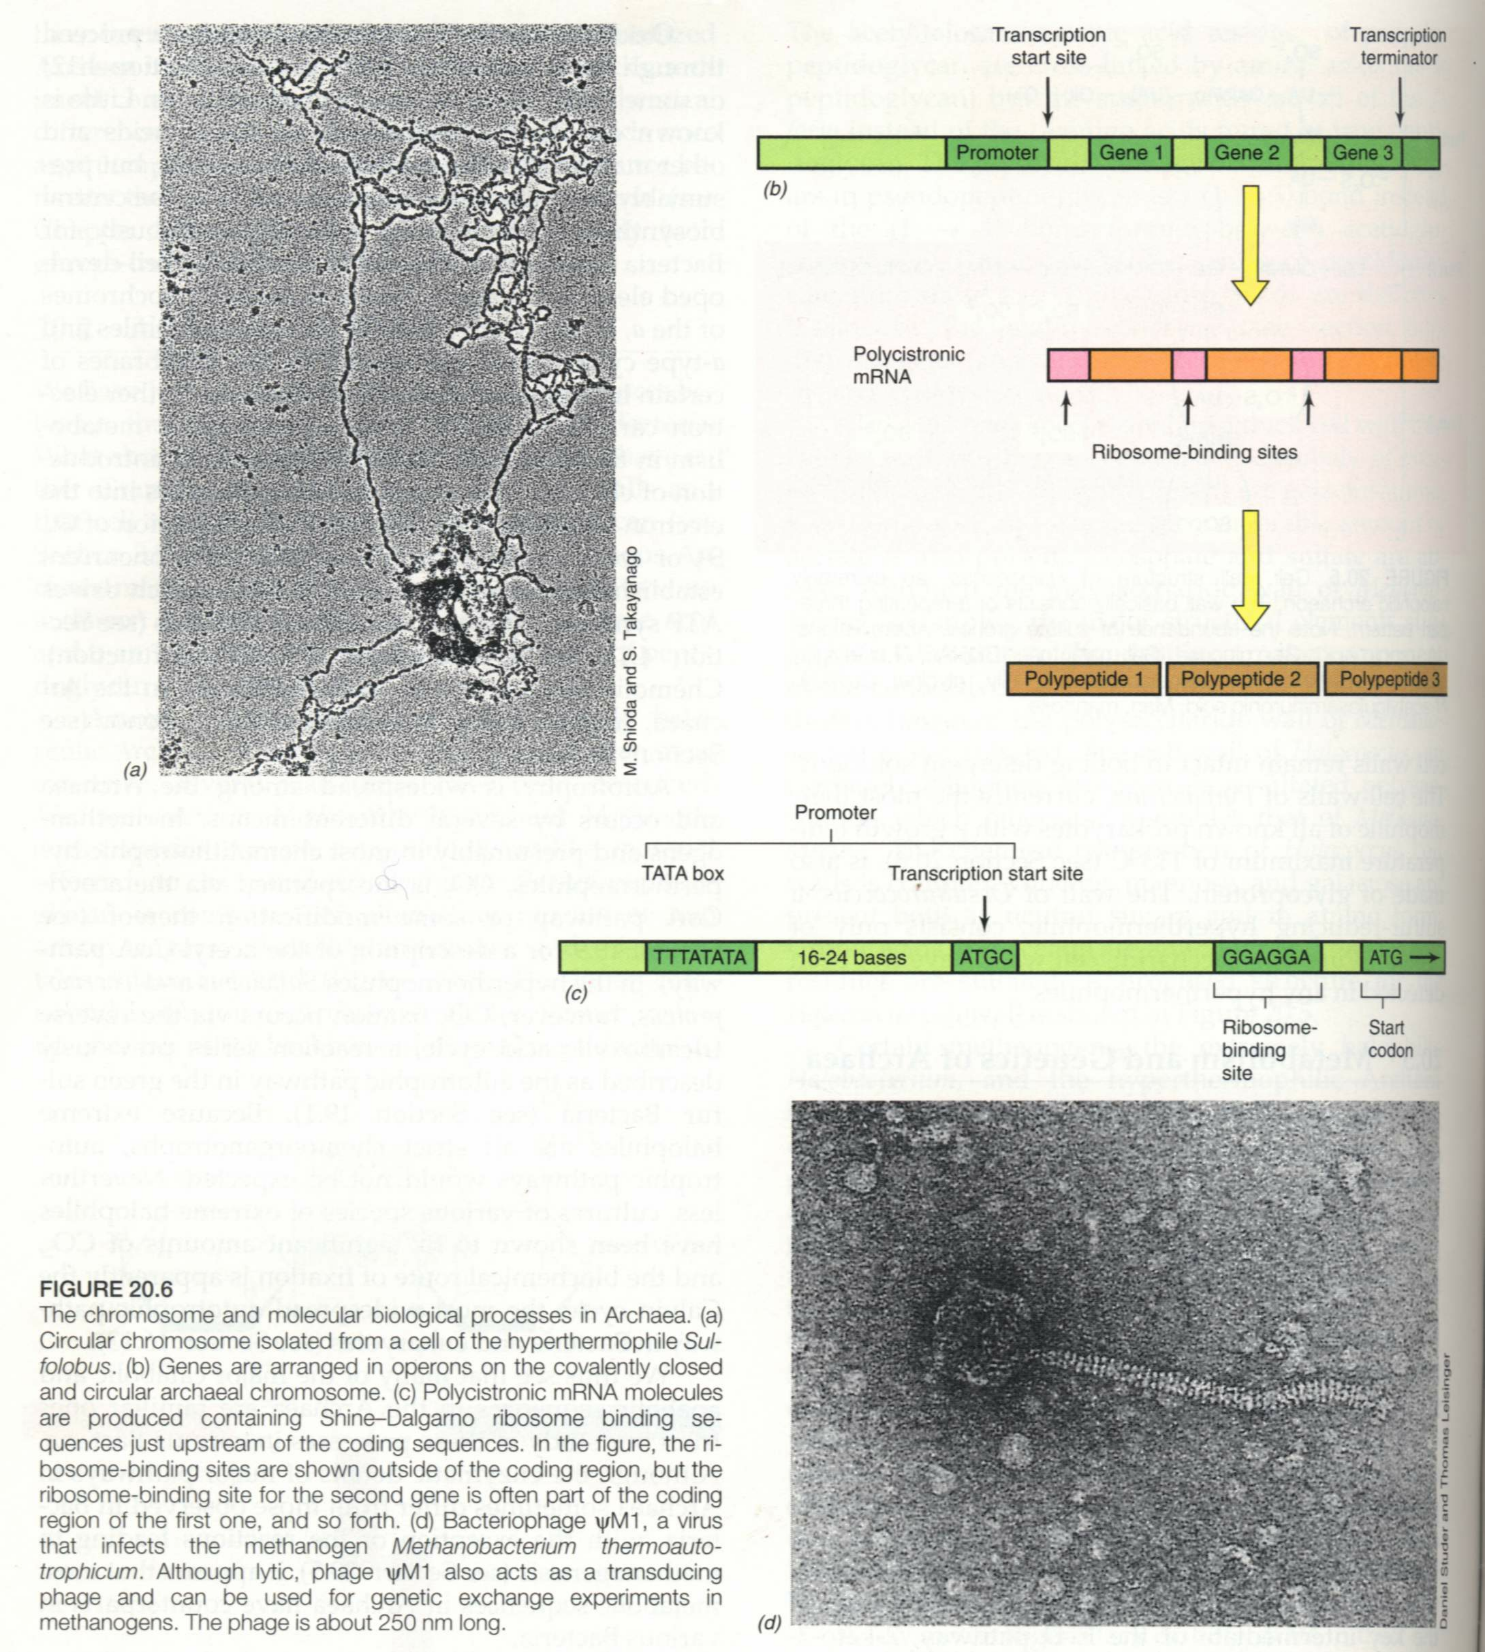 M. Shioda and S. Takayanago
(a)
Transcription
start site
Transcription
terminator
Promoter
Gene 1
Gene 2
Gene 3
(b)
Polycistronic
mRNA
Ribosome-binding sites
Polypeptide 1
Polypeptide 2
Polypeptide 3
Promoter
TATA box
Transcription start site
TTTATATA
16-24 bases
ATGC
GGAGGA
ATG
(c)
Ribosome-
binding
site
Start
codon
FIGURE 20.6
The chromosome and molecular biological processes in Archaea. (a)
Circular chromosome isolated from a cell of the hyperthermophile Sul-
folobus. (b) Genes are arranged in operons on the covalently closed
and circular archaeal chromosome. (c) Polycistronic mRNA molecules
are produced containing Shine–Dalgarno ribosome binding se-
quences just upstream of the coding sequences. In the figure, the ri-
bosome-binding sites are shown outside of the coding region, but the
ribosome-binding site for the second gene is often part of the coding
region of the first one, and so forth. (d) Bacteriophage ψM1, a virus
that infects the methanogen Methanobacterium thermoauto-
trophicum. Although lytic, phage ψM1 also acts as a transducing
phage and can be used for genetic exchange experiments in
methanogens. The phage is about 250 nm long.
(d)
Daniel Studer and Thomas Leisinger